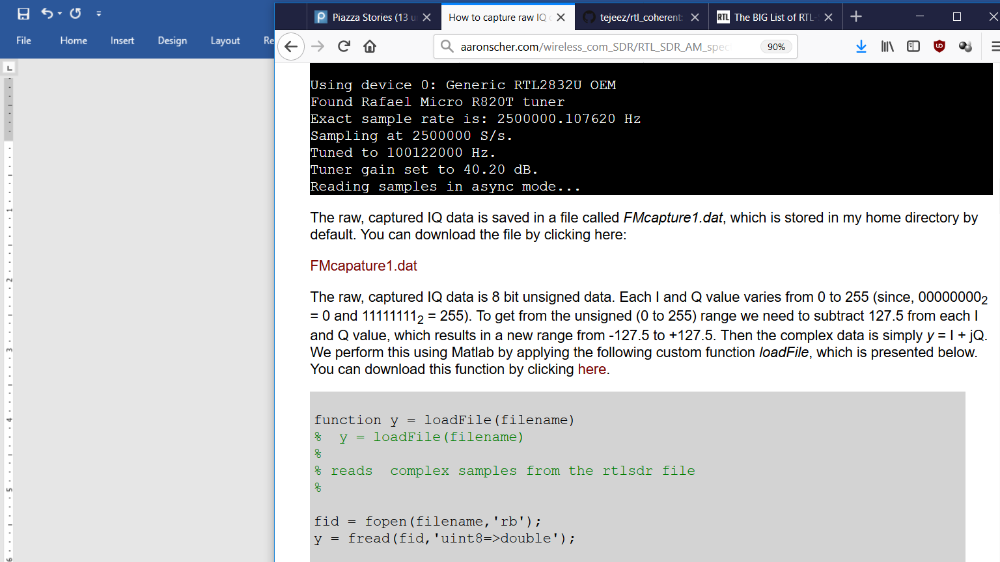 File Home Insert Design Layout Re
Piazza Stories (13 u
How to capture raw IQ c
tejeez/rtl_coherent:
RTL The BIG List of RTL-
aaronscher.com/wireless_com_SDR/RTL_SDR_AM_spec
90%
Using device 0: Generic RTL2832U OEM
Found Rafael Micro R820T tuner
Exact sample rate is: 2500000.107620 Hz
Sampling at 2500000 S/s.
Tuned to 100122000 Hz.
Tuner gain set to 40.20 dB.
Reading samples in async mode...
The raw, captured IQ data is saved in a file called FMcapture1.dat, which is stored in my home directory by
default. You can download the file by clicking here:
FMcapature1.dat
The raw, captured IQ data is 8 bit unsigned data. Each I and Q value varies from 0 to 255 (since, 00000000₂
= 0 and 11111111₂ = 255). To get from the unsigned (0 to 255) range we need to subtract 127.5 from each I
and Q value, which results in a new range from -127.5 to +127.5. Then the complex data is simply y = I + jQ.
We perform this using Matlab by applying the following custom function loadFile, which is presented below.
You can download this function by clicking here.
function y = loadFile(filename)
%  y = loadFile(filename)
%
% reads  complex samples from the rtlsdr file
%
fid = fopen(filename,'rb');
y = fread(fid,'uint8=>double');
1
2
3
4
5
6